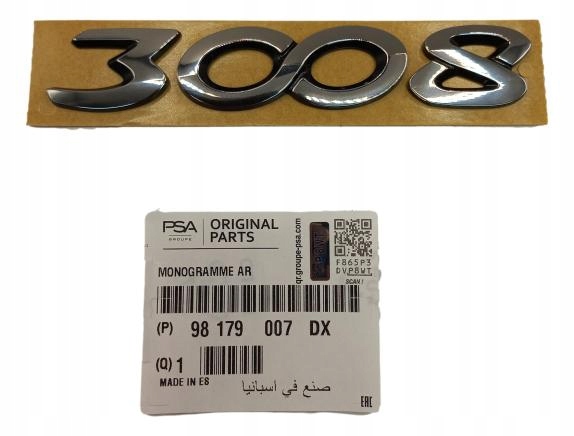 3008
PSA
GROUPE
ORIGINAL
PARTS
qr.groupe-psa.com
F865P3
DVP8WT
SCAN !
MONOGRAMME AR
(P) 98 179 007 DX
(Q) 1
MADE IN ES
صنع في أسبانيا
EAC